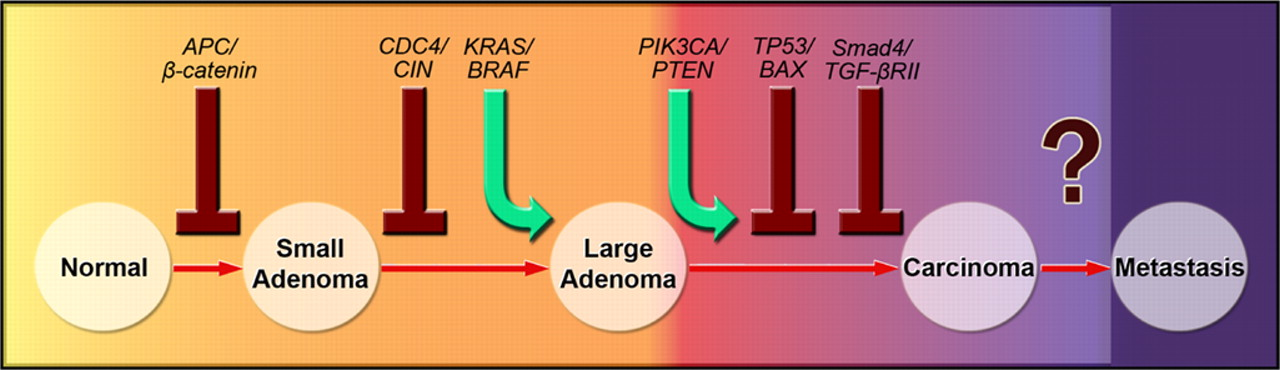 APC/
β-catenin
CDC4/
CIN
KRAS/
BRAF
PIK3CA/
PTEN
TP53/
BAX
Smad4/
TGF-βRII
?
Normal
Small
Adenoma
Large
Adenoma
Carcinoma
Metastasis